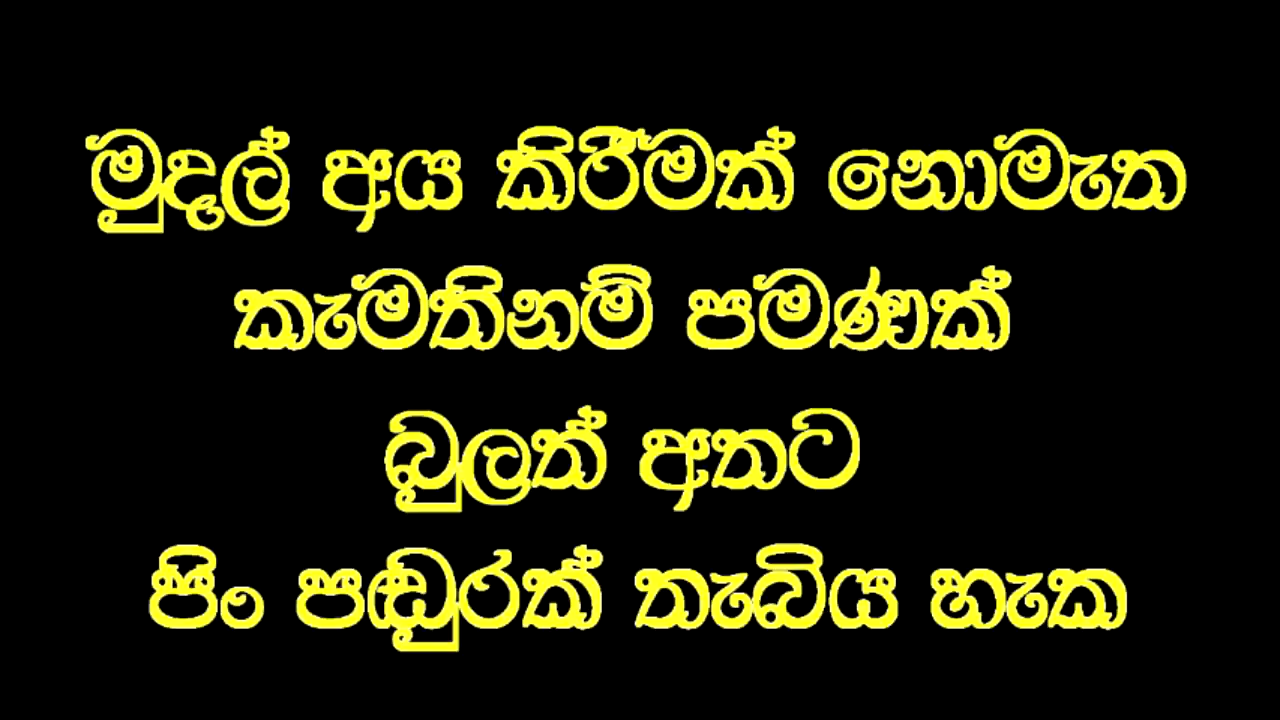 මුදල් අය කිරීමක් නොමැත
කැමතිනම් පමණක්
බුලත් අතට
පිං පඬුරක් තැබිය හැක